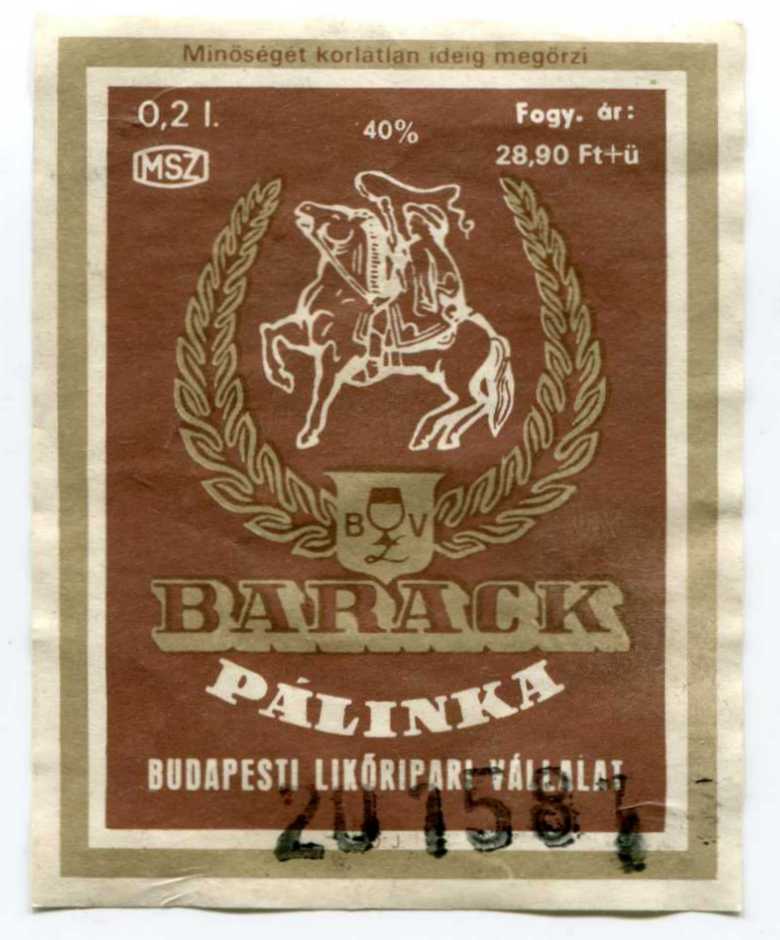 Minőségét korlátlan ideig megőrzi
0,2 l.
40%
Fogy. ár:
28,90 Ft+ü
MSZ
B L V
BARACK
PÁLINKA
BUDAPESTI LIKŐRIPARI VÁLLALAT